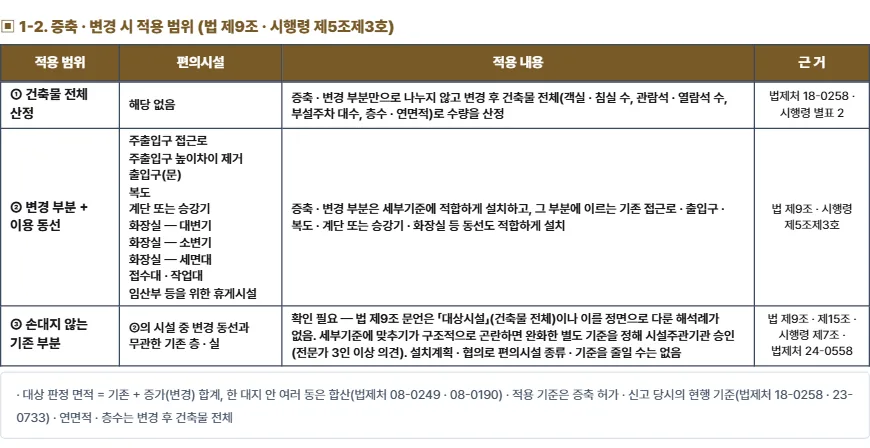 ▣ 1-2. 증축 · 변경 시 적용 범위 (법 제9조 · 시행령 제5조제3호)
적용 범위
편의시설
적용 내용
근 거
① 건축물 전체
산정
해당 없음
증축 · 변경 부분만으로 나누지 않고 변경 후 건축물 전체(객실 · 침실 수, 관람석 · 열람석 수,
부설주차 대수, 층수 · 연면적)로 수량을 산정
법제처 18-0258 ·
시행령 별표 2
② 변경 부분 +
이용 동선
주출입구 접근로
주출입구 높이차이 제거
출입구(문)
복도
계단 또는 승강기
화장실 — 대변기
화장실 — 소변기
화장실 — 세면대
접수대 · 작업대
임산부 등을 위한 휴게시설
증축 · 변경 부분은 세부기준에 적합하게 설치하고, 그 부분에 이르는 기존 접근로 · 출입구 ·
복도 · 계단 또는 승강기 · 화장실 등 동선도 적합하게 설치
법 제9조 · 시행령
제5조제3호
③ 손대지 않는
기존 부분
②의 시설 중 변경 동선과
무관한 기존 층 · 실
확인 필요 — 법 제9조 문언은 「대상시설」(건축물 전체)이나 이를 정면으로 다룬 해석례가
없음. 세부기준에 맞추기가 구조적으로 곤란하면 완화한 별도 기준을 정해 시설주관기관 승인
(전문가 3인 이상 의견). 설치계획 · 협의로 편의시설 종류 · 기준을 줄일 수는 없음
법 제9조 · 제15조 ·
시행령 제7조 ·
법제처 24-0558
· 대상 판정 면적 = 기존 + 증가(변경) 합계, 한 대지 안 여러 동은 합산(법제처 08-0249 · 08-0190) · 적용 기준은 증축 허가 · 신고 당시의 현행 기준(법제처 18-0258 · 23-
0733) · 연면적 · 층수는 변경 후 건축물 전체